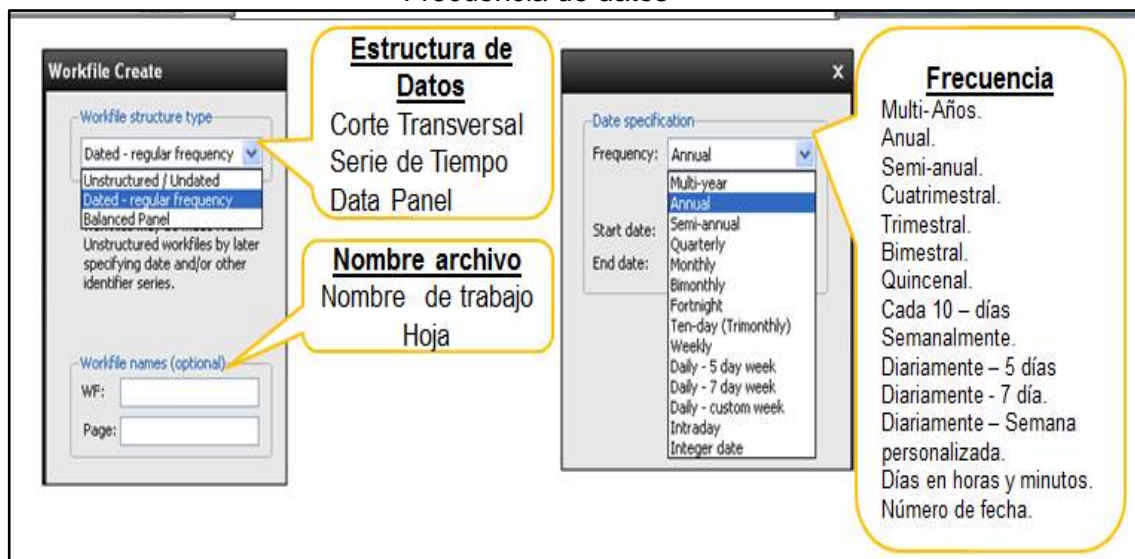 Frecuencia de datos
Workfile Create
Workfile structure type
Dated - regular frequency
Unstructured / Undated
Dated - regular frequency
Balanced Panel
Unstructured workfiles by later
specifying date and/or other
identifier series.
Workfile names (optional)
WF:
Page:
Estructura de
Datos
Corte Transversal
Serie de Tiempo
Data Panel
Nombre archivo
Nombre de trabajo
Hoja
x
Date specification
Frequency: Annual
Multi-year
Annual
Semi-annual
Quarterly
Monthly
Bimonthly
Fortnight
Ten-day (Trimonthly)
Weekly
Daily - 5 day week
Daily - 7 day week
Daily - custom week
Intraday
Integer date
Start date:
End date:
Frecuencia
Multi-Años.
Anual.
Semi-anual.
Cuatrimestral.
Trimestral.
Bimestral.
Quincenal.
Cada 10 – días
Semanalmente.
Diariamente – 5 días
Diariamente - 7 día.
Diariamente – Semana
personalizada.
Días en horas y minutos.
Número de fecha.